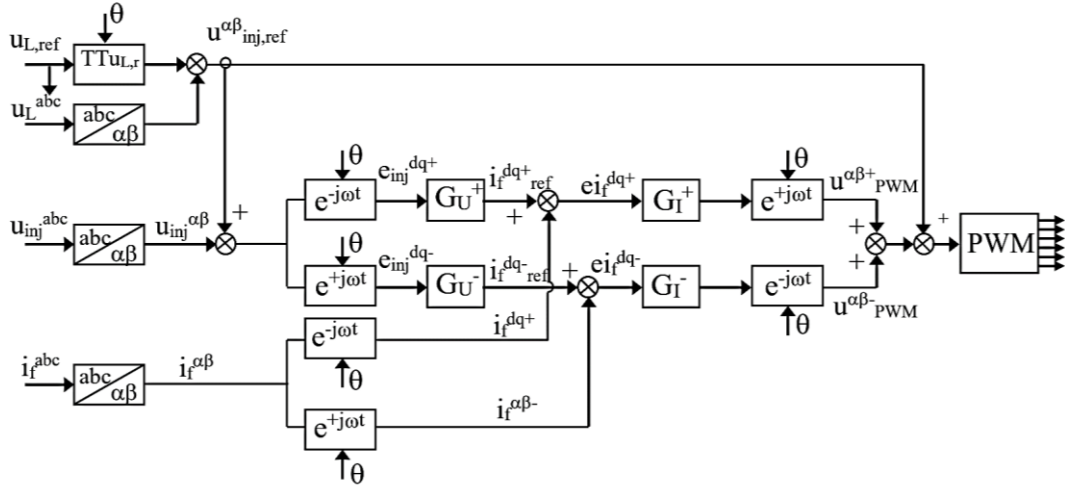 θ
u_L,ref
TTu_L,r
u^αβ_inj,ref
u_L^abc
abc
αβ
θ
θ
e_inj^dq+
i_f^dq+_ref
ei_f^dq+
u^αβ+_PWM
e^-jωt
G_U^+
G_I^+
e^+jωt
+
+
+
+
u_inj^abc
abc
αβ
u_inj^αβ
θ
+
PWM
e_inj^dq-
i_f^dq-_ref
+
ei_f^dq-
e^+jωt
G_U^-
G_I^-
e^-jωt
u^αβ-_PWM
i_f^dq+
θ
e^-jωt
i_f^abc
abc
αβ
i_f^αβ
θ
i_f^αβ-
e^+jωt
θ